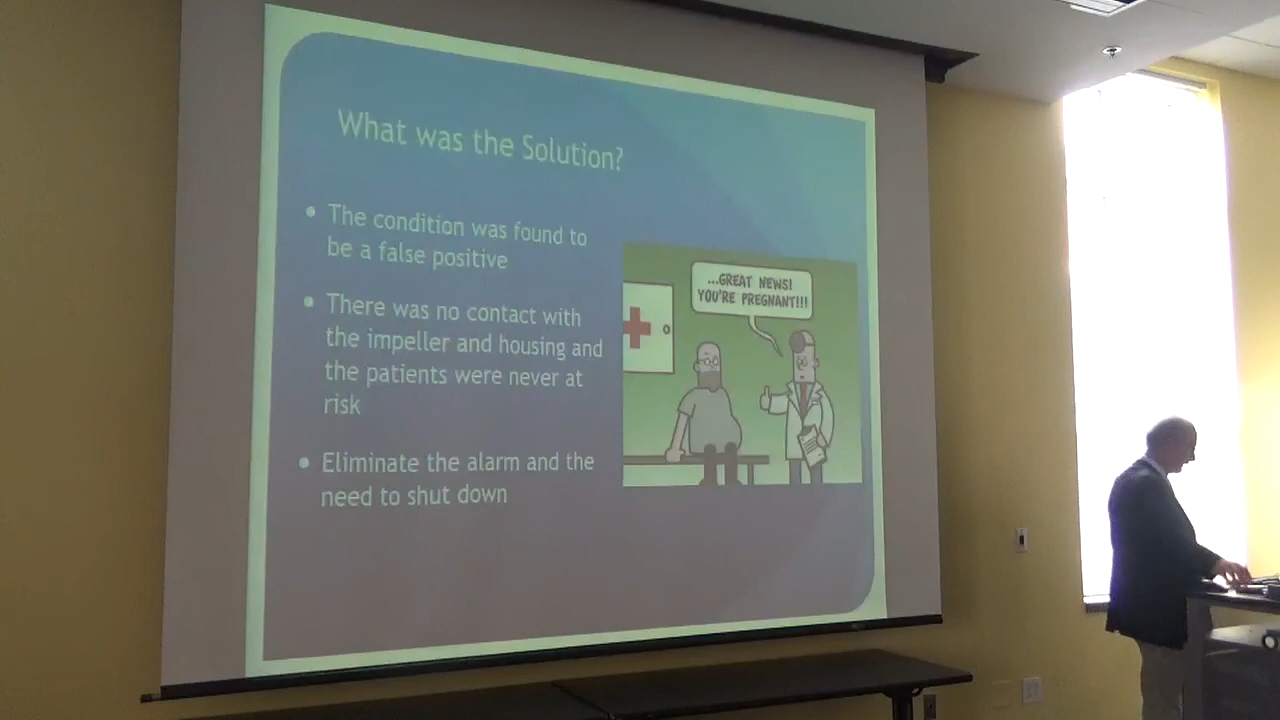 What was the Solution?
• The condition was found to
be a false positive
• There was no contact with
the impeller and housing and
the patients were never at
risk
• Eliminate the alarm and the
need to shut down
...GREAT NEWS!
YOU'RE PREGNANT!!!